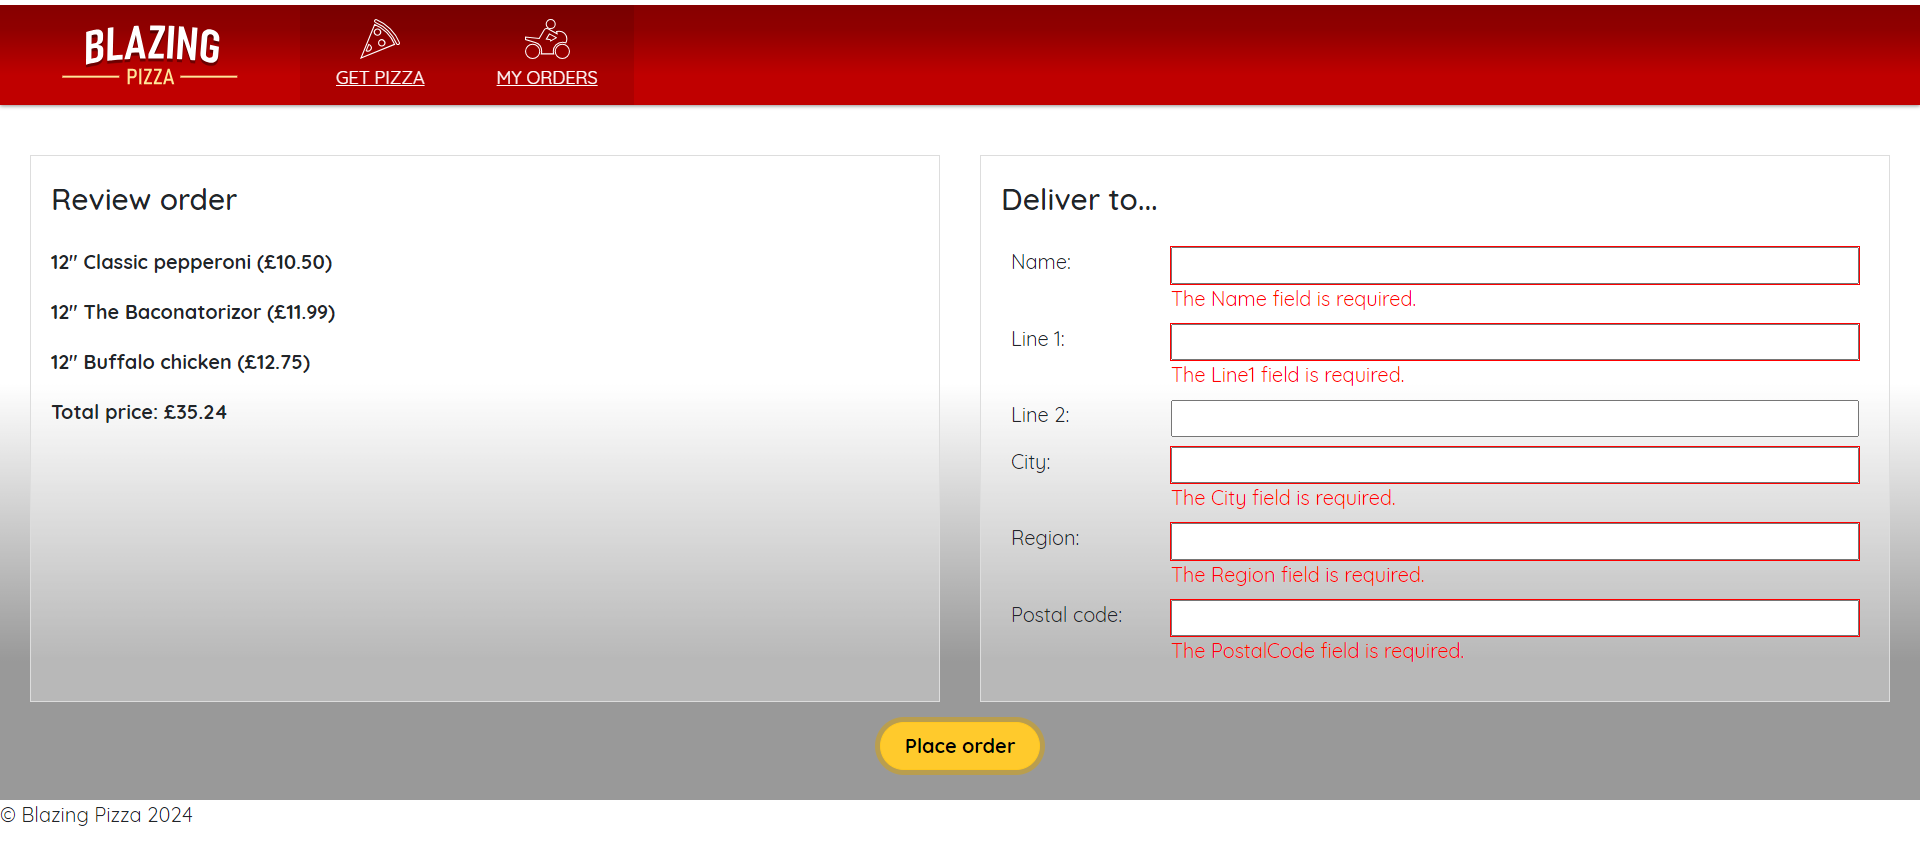 BLAZING
PIZZA
GET PIZZA
MY ORDERS
Review order
12" Classic pepperoni (£10.50)
12" The Baconatorizor (£11.99)
12" Buffalo chicken (£12.75)
Total price: £35.24
Deliver to...
Name:
The Name field is required.
Line 1:
The Line1 field is required.
Line 2:
City:
The City field is required.
Region:
The Region field is required.
Postal code:
The PostalCode field is required.
Place order
© Blazing Pizza 2024